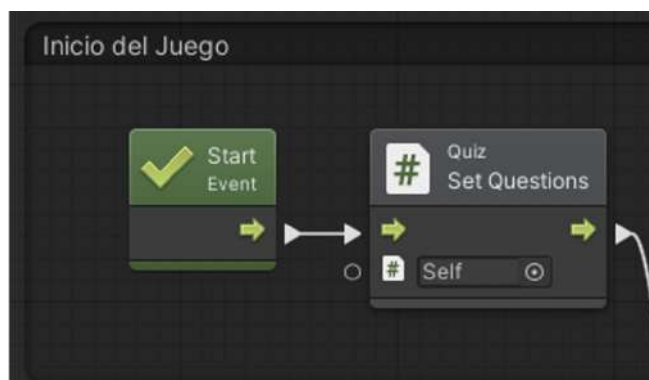 Inicio del Juego
Start
Event
Quiz
Set Questions
Self